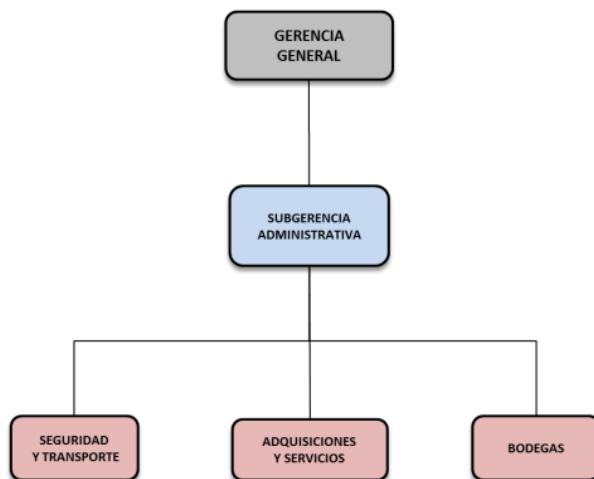 GERENCIA
GENERAL
SUBGERENCIA
ADMINISTRATIVA
SEGURIDAD
Y TRANSPORTE
ADQUISICIONES
Y SERVICIOS
BODEGAS